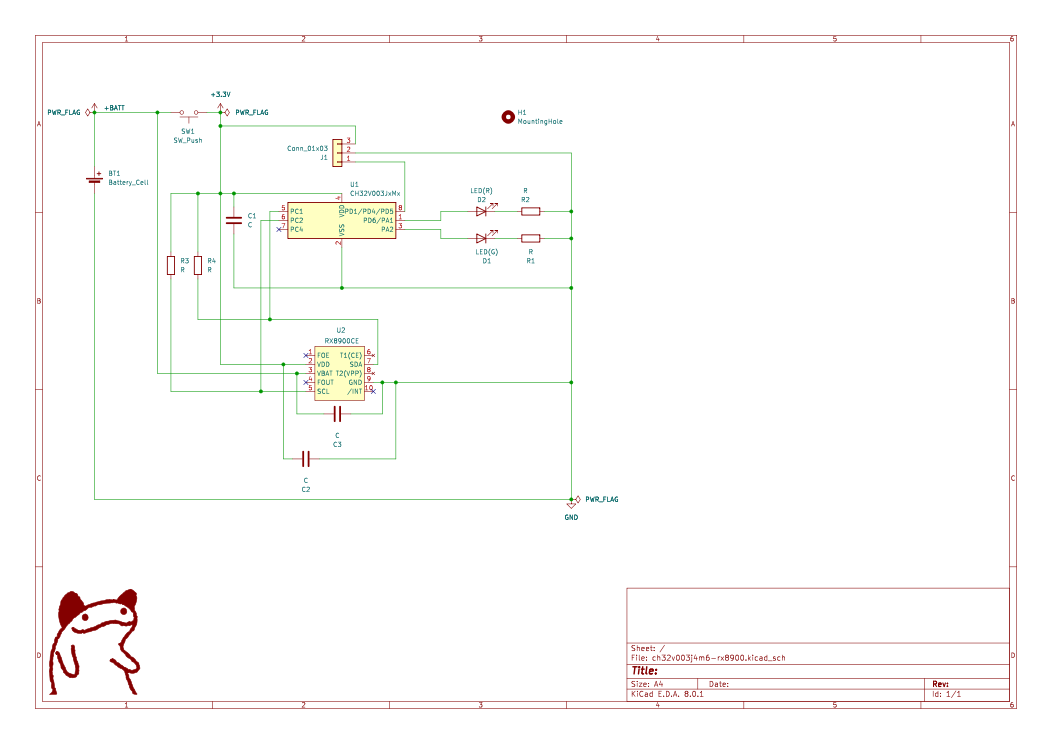 1 2 3 4 5 6
A A
B B
C C
D D
PWR_FLAG +BATT
+3.3V
PWR_FLAG
SW1
SW_Push
H1
MountingHole
Conn_01x03
J1
3
2
1
BT1
Battery_Cell
+
U1
CH32V003JxMx
5 PC1
6 PC2
7 PC4
4 VDD
VSS 2
PD1/PD4/PD5 8
PD6/PA1 1
PA2 3
C1
C
LED(R)
D2
R
R2
LED(G)
D1
R
R1
R3
R
R4
R
U2
RX8900CE
1 FOE T1(CE) 6
2 VDD SDA 7
3 VBAT T2(VPP) 8
4 FOUT GND 9
5 SCL /INT 10
C
C3
C
C2
PWR_FLAG
GND
Sheet: /
File: ch32v003j4m6-rx8900.kicad_sch
Title:
Size: A4 Date: Rev:
KiCad E.D.A. 8.0.1 Id: 1/1
1 2 3 4 5 6